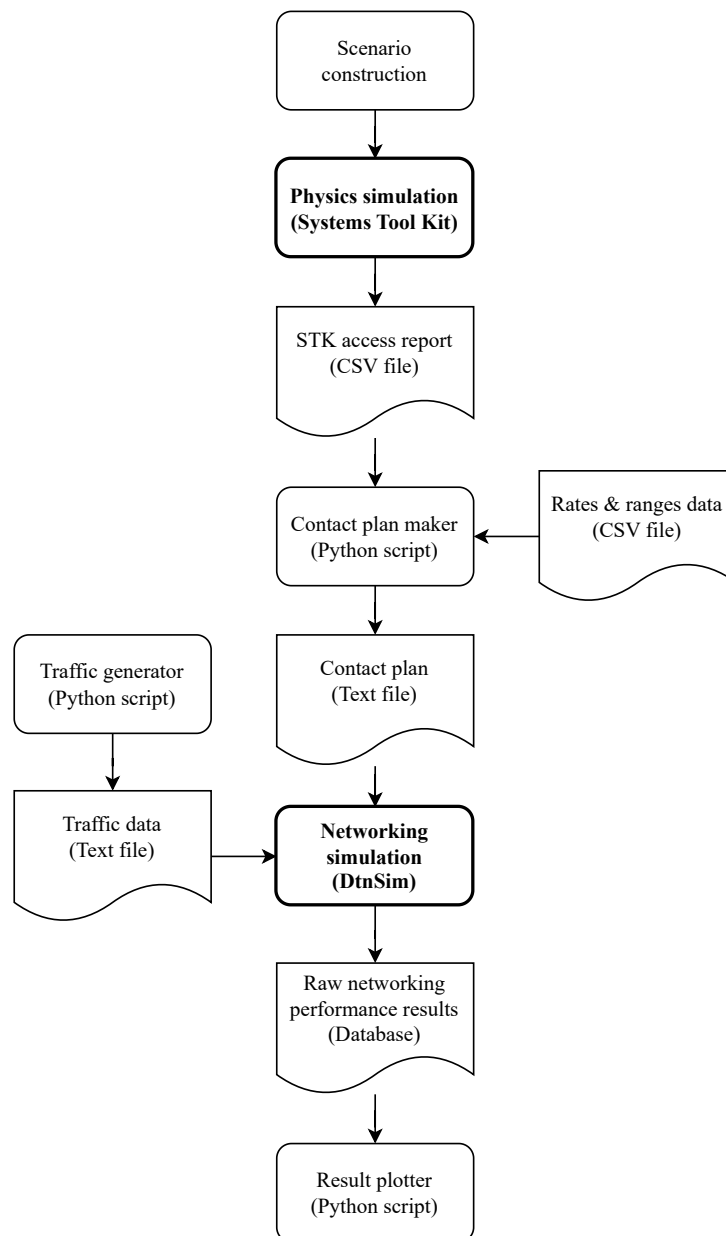 Scenario
construction
Physics simulation
(Systems Tool Kit)
STK access report
(CSV file)
Contact plan maker
(Python script)
Rates & ranges data
(CSV file)
Traffic generator
(Python script)
Contact plan
(Text file)
Traffic data
(Text file)
Networking
simulation
(DtnSim)
Raw networking
performance results
(Database)
Result plotter
(Python script)